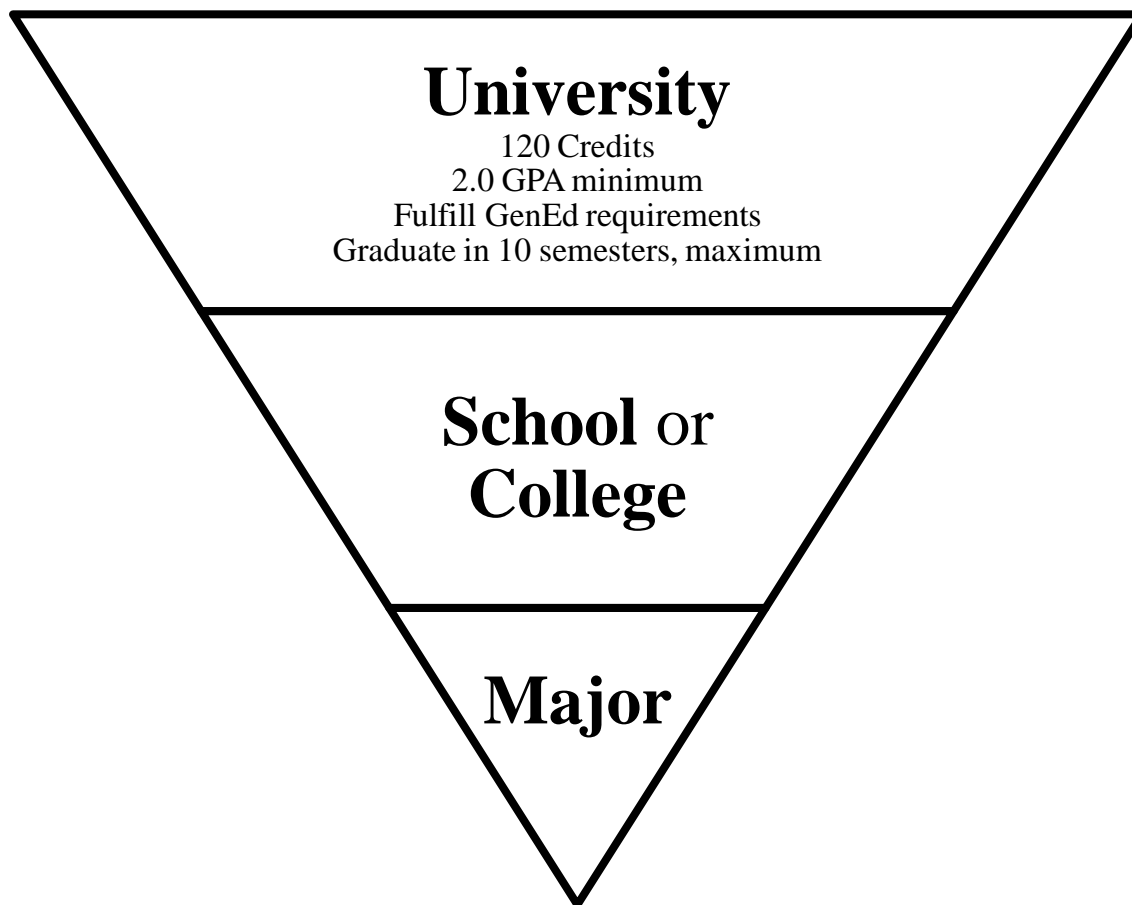 University
120 Credits
2.0 GPA minimum
Fulfill GenEd requirements
Graduate in 10 semesters, maximum
School or
College
Major